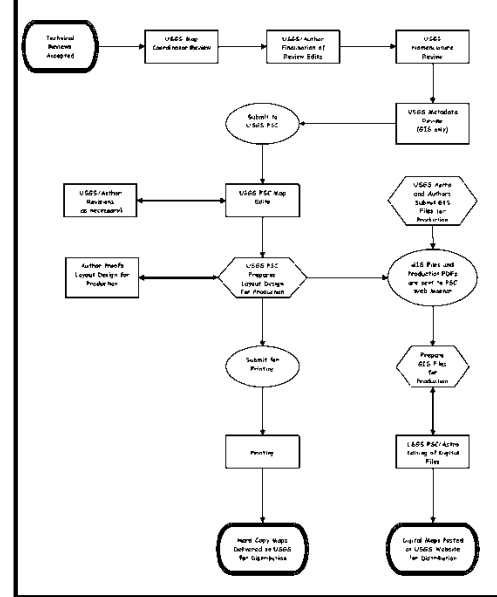 Technical
Reviews
Accepted
USGS Map
Coordinator Review
USGS/Author
Finalization of
Review Edits
USGS
Nomenclature
Review
USGS Metadata
Review
(GIS only)
Submit to
USGS PSC
USGS/Author
Revisions
(as necessary)
USGS PSC Map
Edits
USGS Astro
and Authors
Submit GIS
Files for
Production
Author Proofs
Layout Design for
Production
USGS PSC
Prepares
Layout Design
for Production
GIS Files and
Production PDFs
are sent to PSC
Web Master
Submit for
Printing
Prepare
GIS Files
for
Production
Printing
USGS PSC/Astro
Editing of Digital
Files
Hard Copy Maps
Delivered to USGS
for Distribution
Digital Maps Posted
at USGS Website
for Distribution